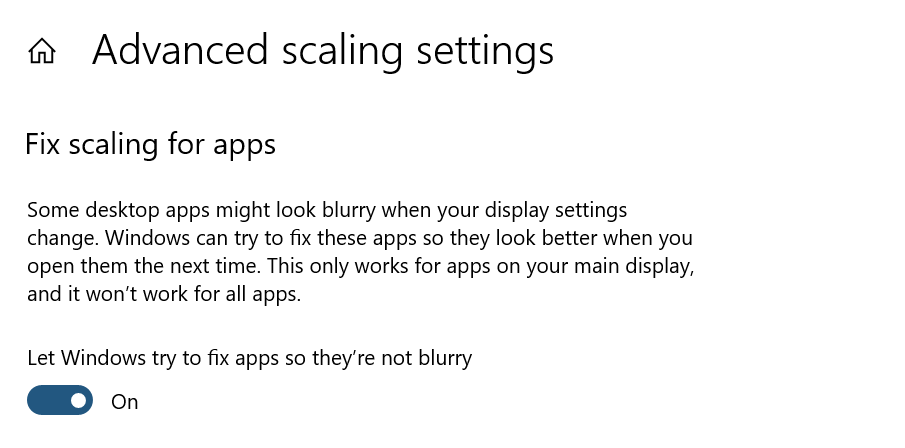 Advanced scaling settings
Fix scaling for apps
Some desktop apps might look blurry when your display settings
change. Windows can try to fix these apps so they look better when you
open them the next time. This only works for apps on your main display,
and it won’t work for all apps.
Let Windows try to fix apps so they’re not blurry
On